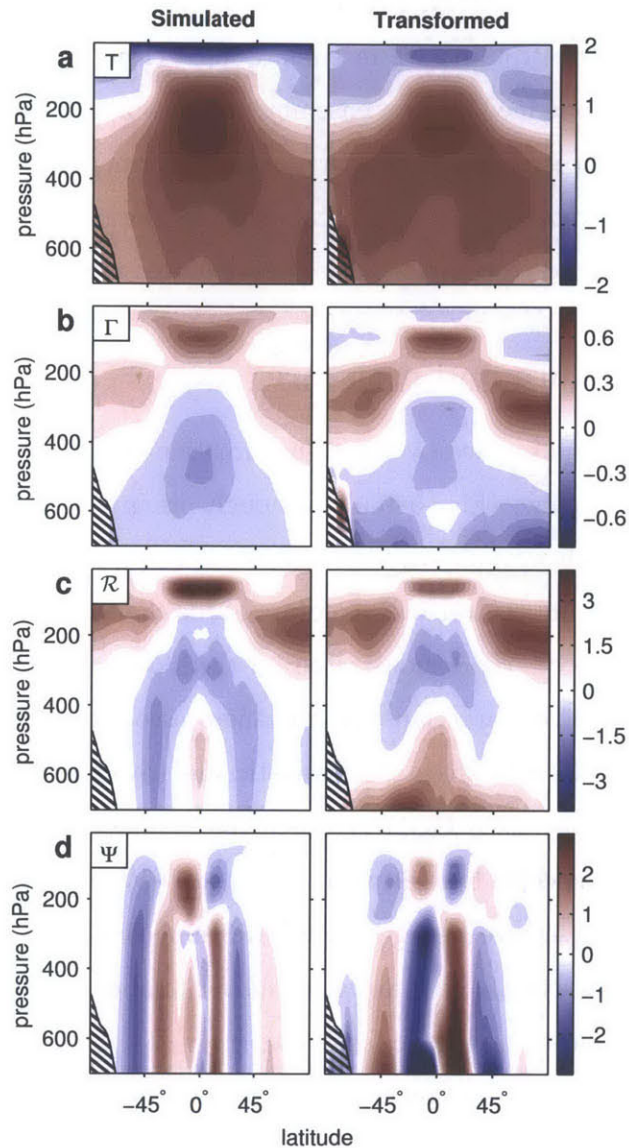 Simulated Transformed
a T
pressure (hPa)
200
400
600
2
1
0
−1
−2
b Γ
pressure (hPa)
200
400
600
0.6
0.3
0
−0.3
−0.6
c ℛ
pressure (hPa)
200
400
600
3
1.5
0
−1.5
−3
d Ψ
pressure (hPa)
200
400
600
2
1
0
−1
−2
−45° 0° 45° −45° 0° 45°
latitude